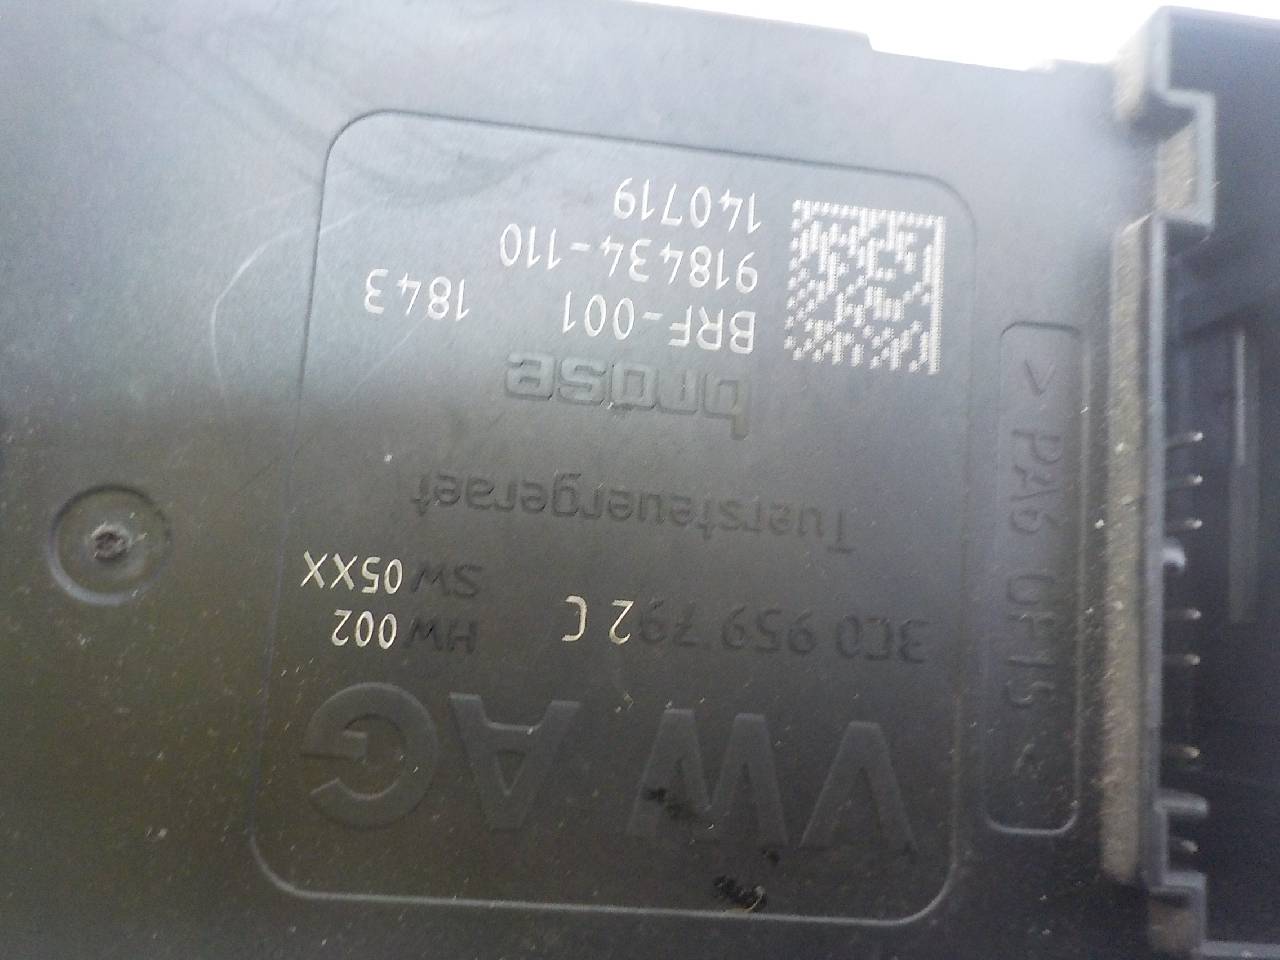 VW AG
3C0 959 792 C HW 002
SW 05XX
Tuersteuergeraet
brose
BRF-001 1843
918434-110
140719
> PA6 GF15 <